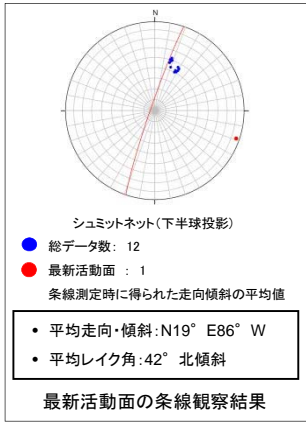 N
シュミットネット(下半球投影)
総データ数: 12
最新活動面 : 1
条線測定時に得られた走向傾斜の平均値
• 平均走向・傾斜:N19° E86° W
• 平均レイク角:42° 北傾斜
最新活動面の条線観察結果